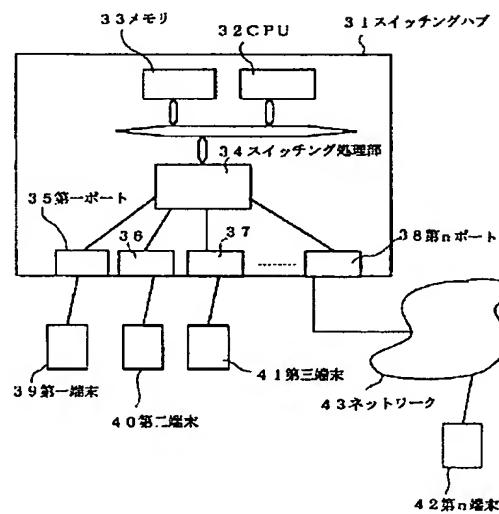 33メモリ
32CPU
31スイッチングハブ
34スイッチング処理部
35第一ポート
36
37
38第nポート
39第一端末
40第二端末
41第三端末
43ネットワーク
42第n端末